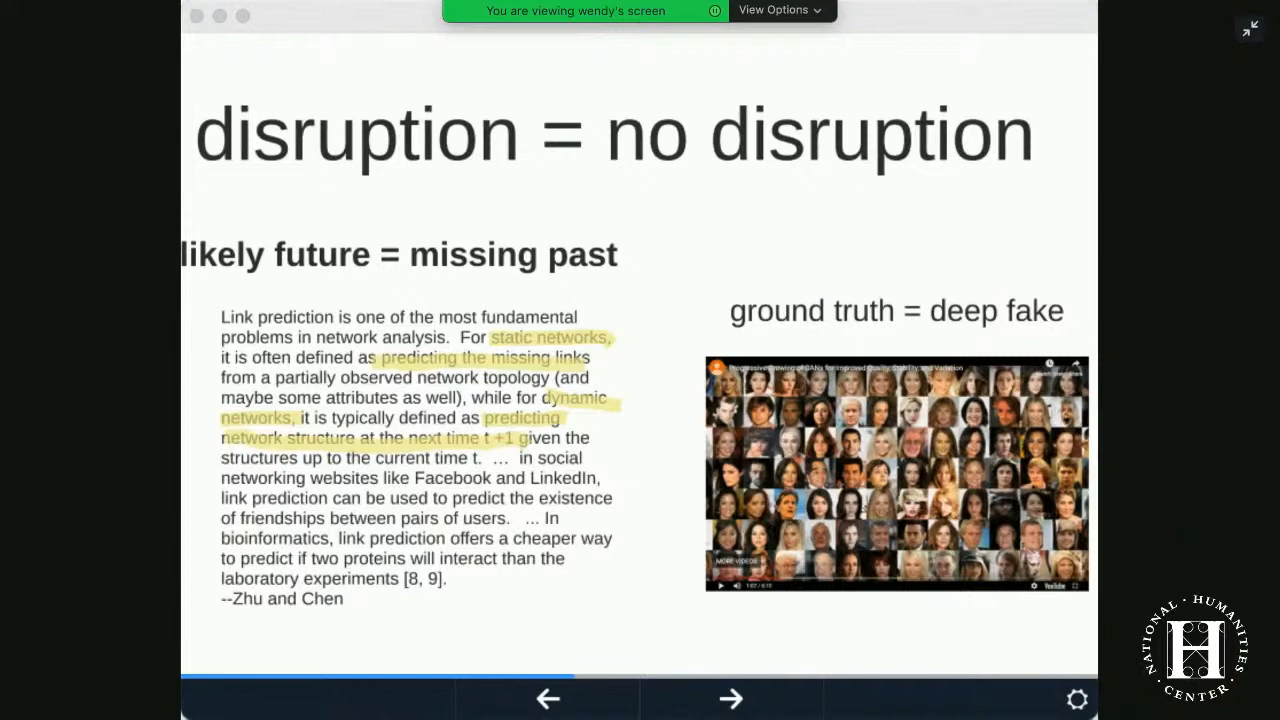 You are viewing wendy's screen
View Options
disruption = no disruption
likely future = missing past
Link prediction is one of the most fundamental
problems in network analysis.  For static networks,
it is often defined as predicting the missing links
from a partially observed network topology (and
maybe some attributes as well), while for dynamic
networks, it is typically defined as predicting
network structure at the next time t +1 given the
structures up to the current time t.  …  in social
networking websites like Facebook and LinkedIn,
link prediction can be used to predict the existence
of friendships between pairs of users.   ... In
bioinformatics, link prediction offers a cheaper way
to predict if two proteins will interact than the
laboratory experiments [8, 9].
--Zhu and Chen
ground truth = deep fake
Progressive Growing of GANs for Improved Quality, Stability, and Variation
MORE VIDEOS
1:07 / 6:10
YouTube
NATIONAL · HUMANITIES · CENTER ·
H